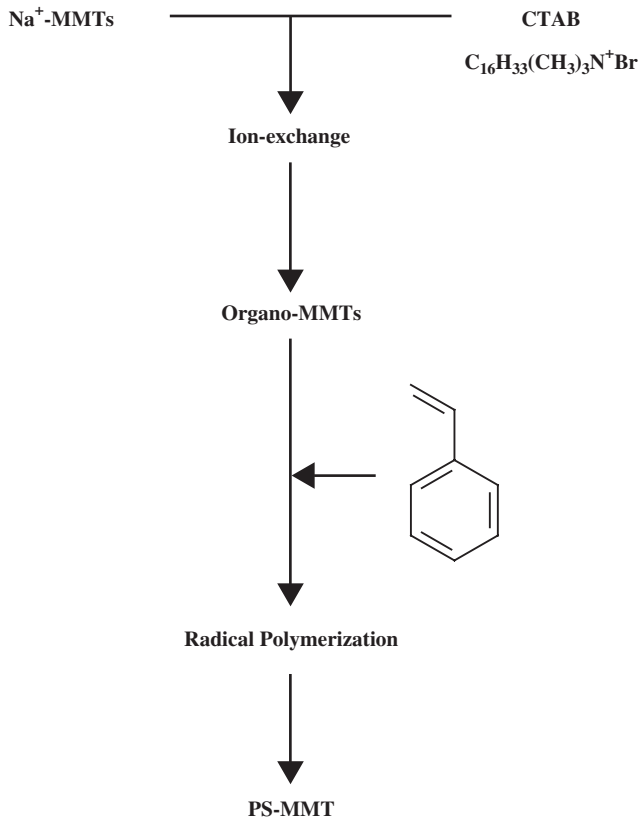 Na⁺-MMTs
CTAB
C₁₆H₃₃(CH₃)₃N⁺Br
Ion-exchange
Organo-MMTs
Radical Polymerization
PS-MMT